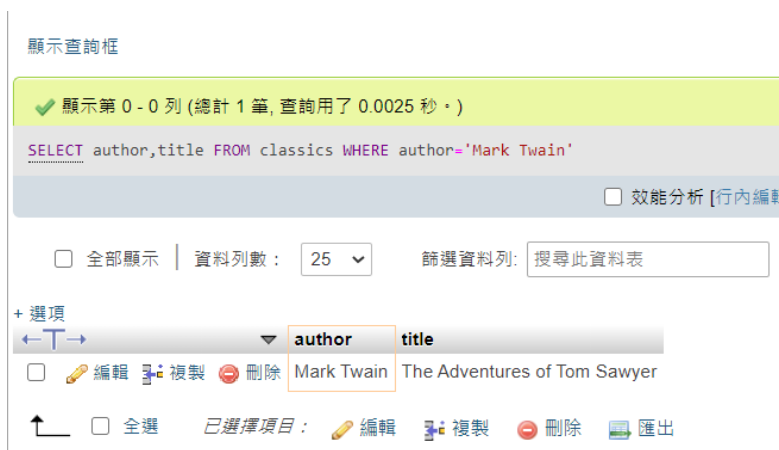 顯示查詢框
顯示第 0 - 0 列 (總計 1 筆, 查詢用了 0.0025 秒。)
SELECT author,title FROM classics WHERE author='Mark Twain'
效能分析 [行內編輯
全部顯示 | 資料列數： 25 篩選資料列: 搜尋此資料表
+ 選項
←T→ author title
編輯 複製 刪除 Mark Twain The Adventures of Tom Sawyer
全選 已選擇項目： 編輯 複製 刪除 匯出